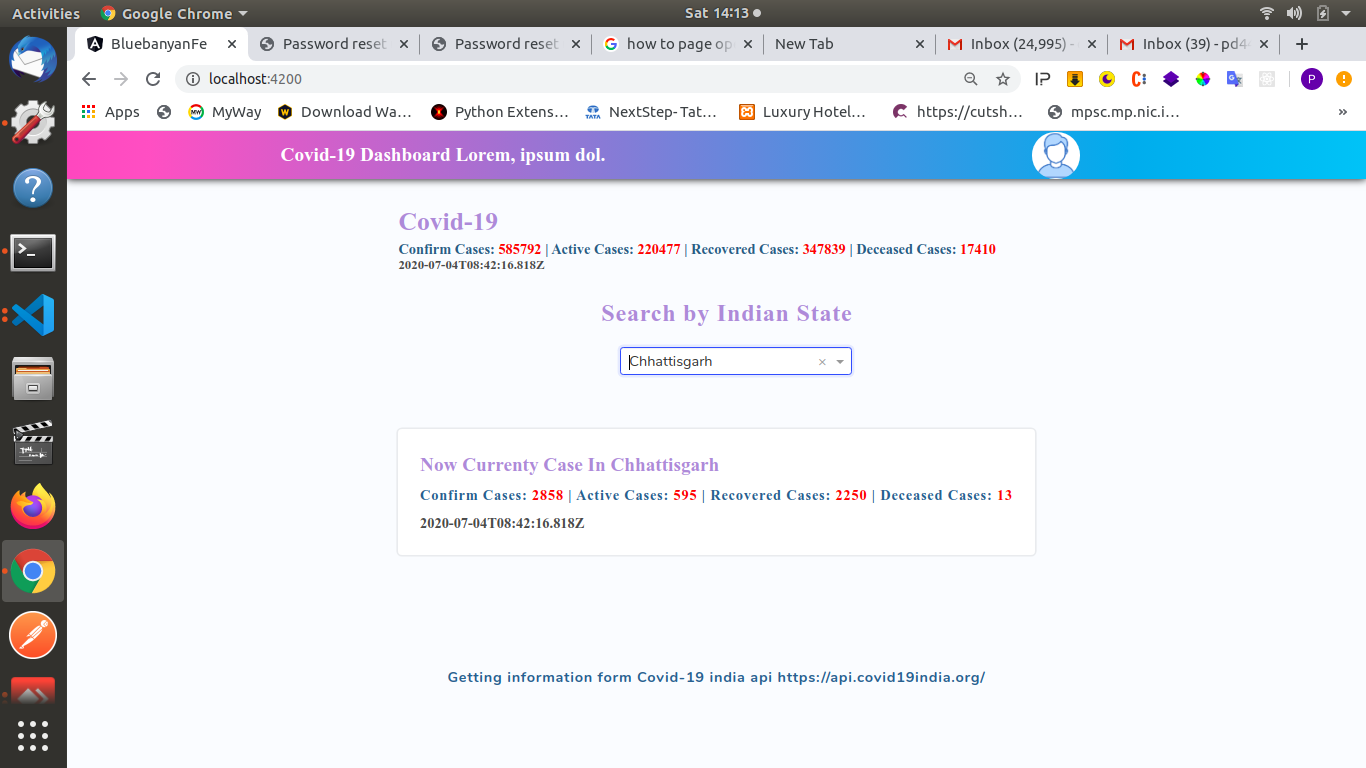 Activities Google Chrome Sat 14:13
BluebanyanFe Password reset Password reset how to page op New Tab Inbox (24,995) - Inbox (39) - pd4
localhost:4200
Apps MyWay Download Wa… Python Extens… NextStep- Tat… Luxury Hotel… https://cutsh… mpsc.mp.nic.i… »
Covid-19 Dashboard Lorem, ipsum dol.
Covid-19
Confirm Cases: 585792 | Active Cases: 220477 | Recovered Cases: 347839 | Deceased Cases: 17410
2020-07-04T08:42:16.818Z
Search by Indian State
Chhattisgarh
Now Currenty Case In Chhattisgarh
Confirm Cases: 2858 | Active Cases: 595 | Recovered Cases: 2250 | Deceased Cases: 13
2020-07-04T08:42:16.818Z
Getting information form Covid-19 india api https://api.covid19india.org/